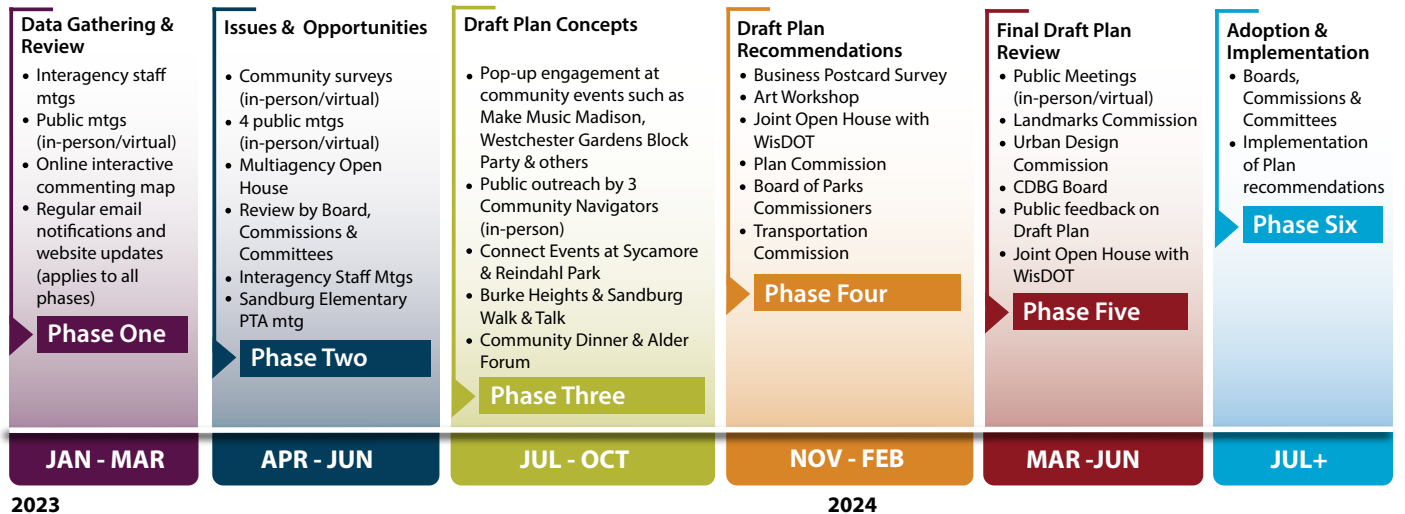 Data Gathering &
Review
• Interagency staff
mtgs
• Public mtgs
(in-person/virtual)
• Online interactive
commenting map
• Regular email
notifications and
website updates
(applies to all
phases)
Phase One
JAN - MAR
2023
Issues & Opportunities
• Community surveys
(in-person/virtual)
• 4 public mtgs
(in-person/virtual)
• Multiagency Open
House
• Review by Board,
Commissions &
Committees
• Interagency Staff Mtgs
• Sandburg Elementary
PTA mtg
Phase Two
APR - JUN
Draft Plan Concepts
• Pop-up engagement at
community events such as
Make Music Madison,
Westchester Gardens Block
Party & others
• Public outreach by 3
Community Navigators
(in-person)
• Connect Events at Sycamore
& Reindahl Park
• Burke Heights & Sandburg
Walk & Talk
• Community Dinner & Alder
Forum
Phase Three
JUL - OCT
Draft Plan
Recommendations
• Business Postcard Survey
• Art Workshop
• Joint Open House with
WisDOT
• Plan Commission
• Board of Parks
Commissioners
• Transportation
Commission
Phase Four
NOV - FEB
2024
Final Draft Plan
Review
• Public Meetings
(in-person/virtual)
• Landmarks Commission
• Urban Design
Commission
• CDBG Board
• Public feedback on
Draft Plan
• Joint Open House with
WisDOT
Phase Five
MAR -JUN
Adoption &
Implementation
• Boards,
Commissions &
Committees
• Implementation
of Plan
recommendations
Phase Six
JUL+